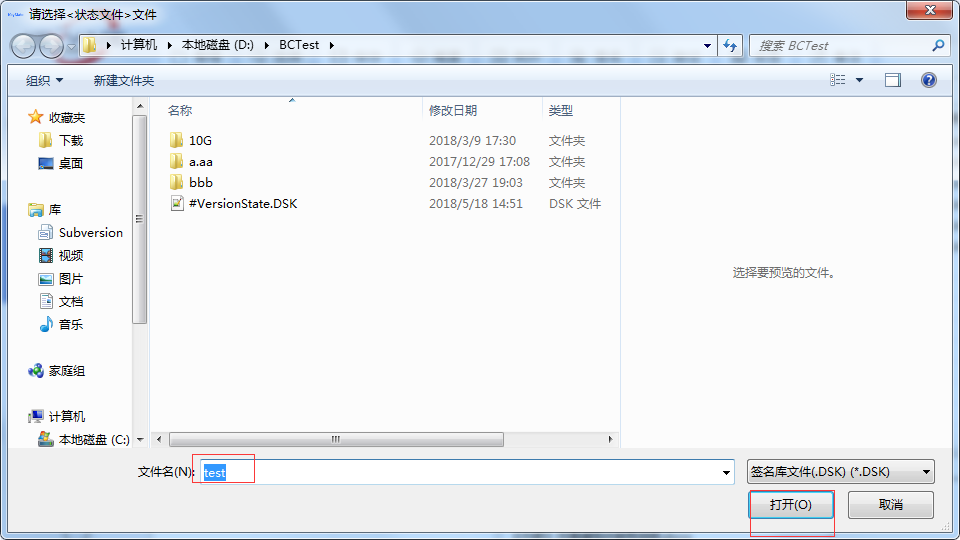 请选择<状态文件>文件
计算机 本地磁盘 (D:) BCTest
搜索 BCTest
组织 新建文件夹
收藏夹
下载
桌面
库
Subversion
视频
图片
文档
音乐
家庭组
计算机
本地磁盘 (C:)
名称 修改日期 类型
10G 2018/3/9 17:30 文件夹
a.aa 2017/12/29 17:08 文件夹
bbb 2018/3/27 19:03 文件夹
#VersionState.DSK 2018/5/18 14:51 DSK 文件
选择要预览的文件。
文件名(N): test 签名库文件(.DSK) (*.DSK)
打开(O) 取消